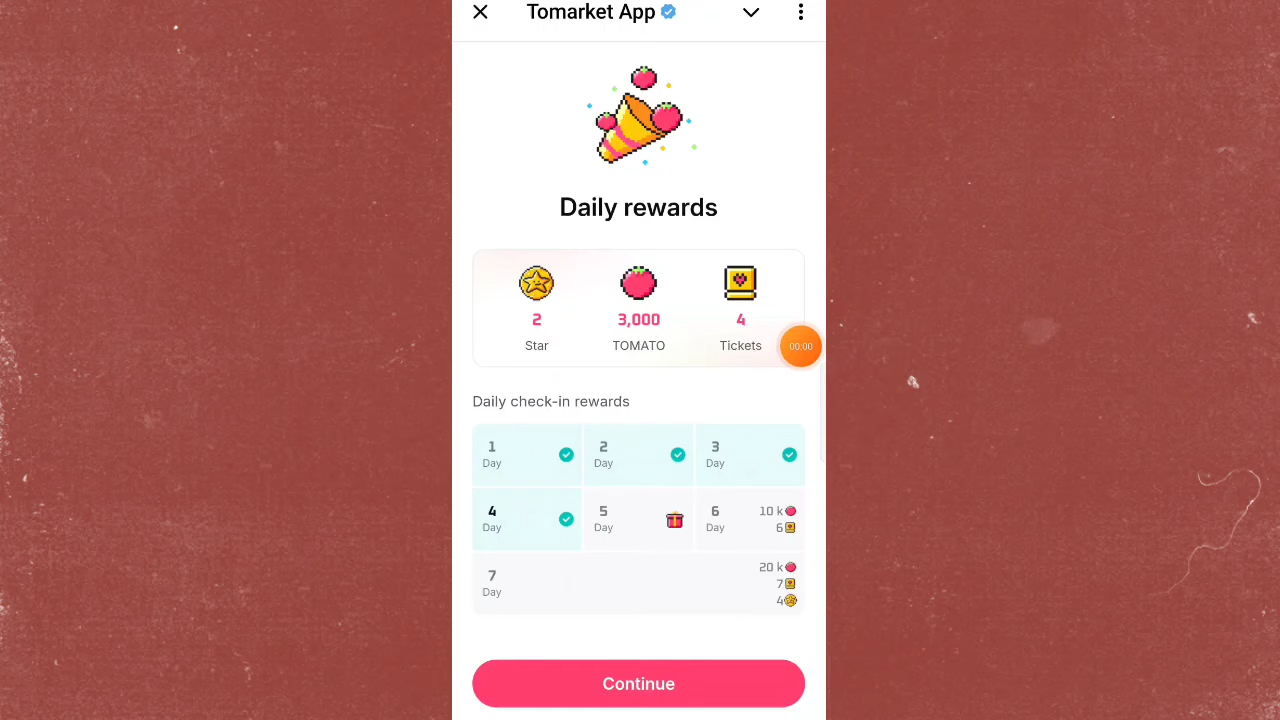 Tomarket App
Daily rewards
2 3,000 4
Star TOMATO Tickets
00:00
Daily check-in rewards
1 2 3
Day Day Day
4 5 6 10 k
Day Day Day 6
7 20 k
Day 7
4
Continue